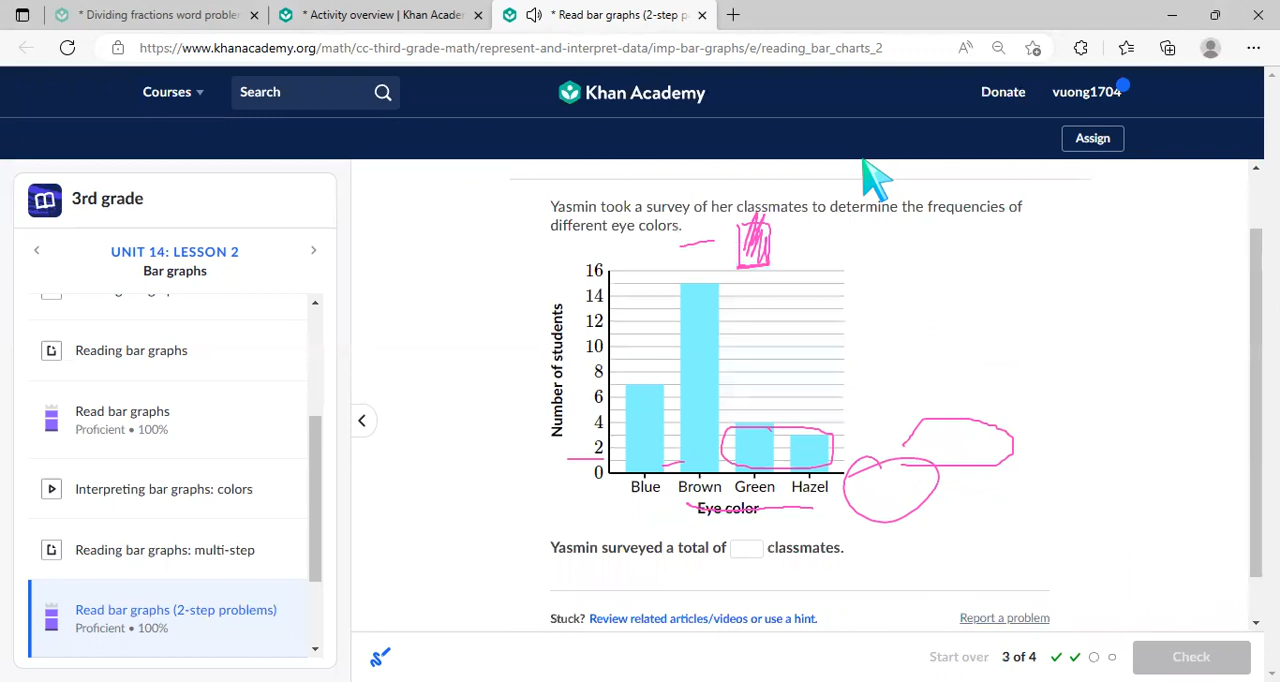 * Dividing fractions word proble
* Activity overview | Khan Acade
* Read bar graphs (2-step p
https://www.khanacademy.org/math/cc-third-grade-math/represent-and-interpret-data/imp-bar-graphs/e/reading_bar_charts_2
Courses
Search
Khan Academy
Donate
vuong1704
Assign
3rd grade
UNIT 14: LESSON 2
Bar graphs
Reading bar graphs
Read bar graphs
Proficient • 100%
Interpreting bar graphs: colors
Reading bar graphs: multi-step
Read bar graphs (2-step problems)
Proficient • 100%
Yasmin took a survey of her classmates to determine the frequencies of
different eye colors.
Number of students
16
14
12
10
8
6
4
2
0
Blue Brown Green Hazel
Eye color
Yasmin surveyed a total of classmates.
Stuck? Review related articles/videos or use a hint.
Report a problem
Start over 3 of 4 Check